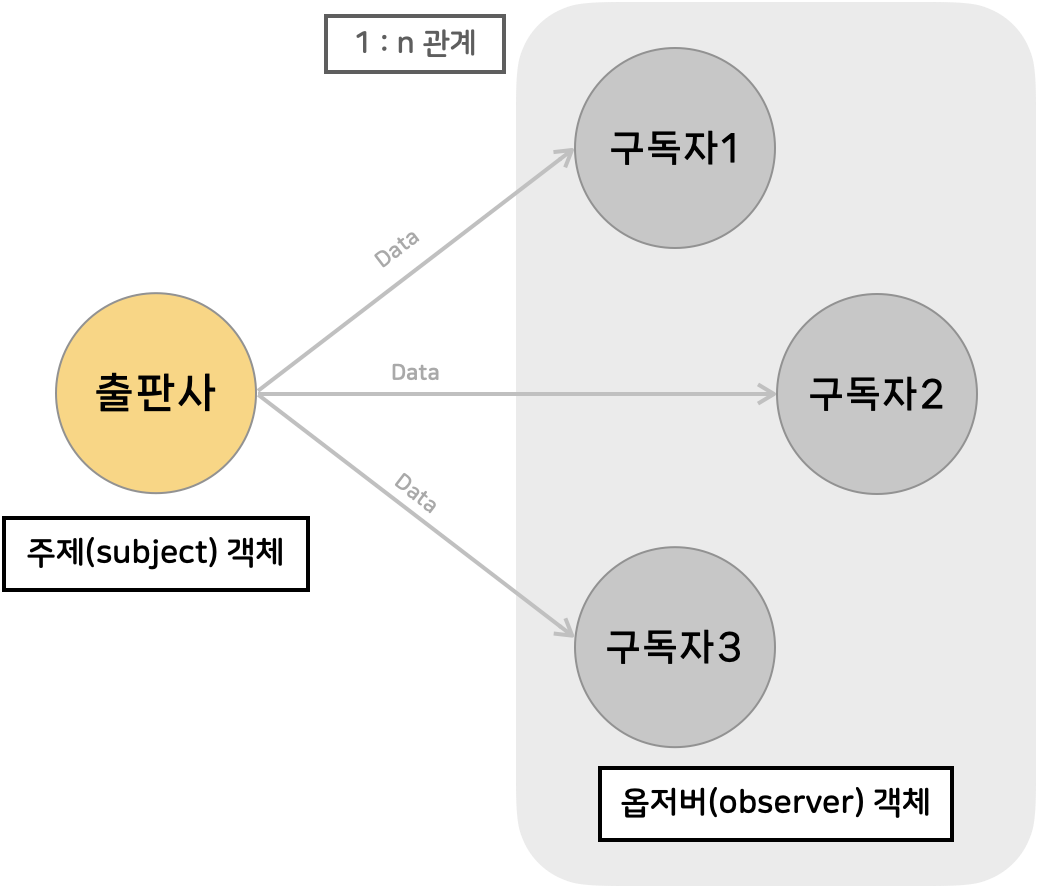 1 : n 관계
구독자1
Data
출판사
Data
구독자2
주제(subject) 객체
Data
구독자3
옵저버(observer) 객체